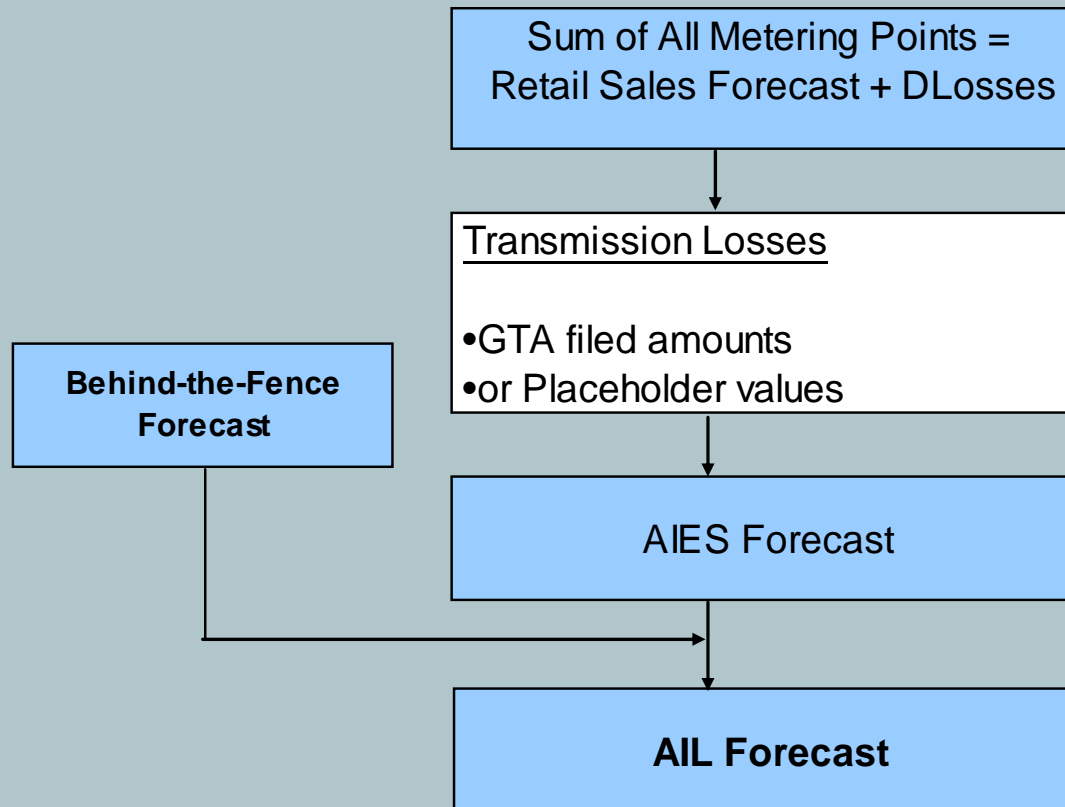 Sum of All Metering Points =
Retail Sales Forecast + DLosses
Transmission Losses
•GTA filed amounts
•or Placeholder values
Behind-the-Fence
Forecast
AIES Forecast
AIL Forecast